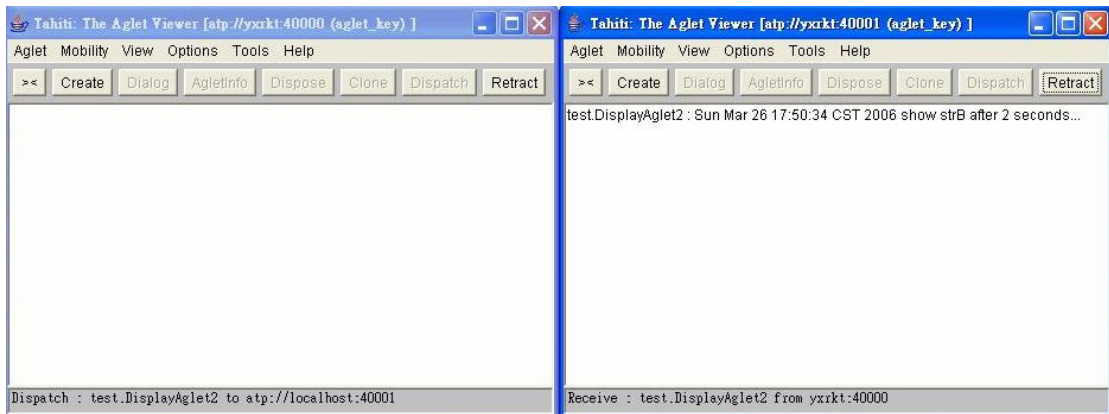 Tahiti: The Aglet Viewer [atp://yxrkt:40000 (aglet_key) ]
Aglet Mobility View Options Tools Help
>< Create Dialog AgletInfo Dispose Clone Dispatch Retract
Dispatch : test.DisplayAglet2 to atp://localhost:40001
Tahiti: The Aglet Viewer [atp://yxrkt:40001 (aglet_key) ]
Aglet Mobility View Options Tools Help
>< Create Dialog AgletInfo Dispose Clone Dispatch Retract
test.DisplayAglet2 : Sun Mar 26 17:50:34 CST 2006 show strB after 2 seconds...
Receive : test.DisplayAglet2 from yxrkt:40000